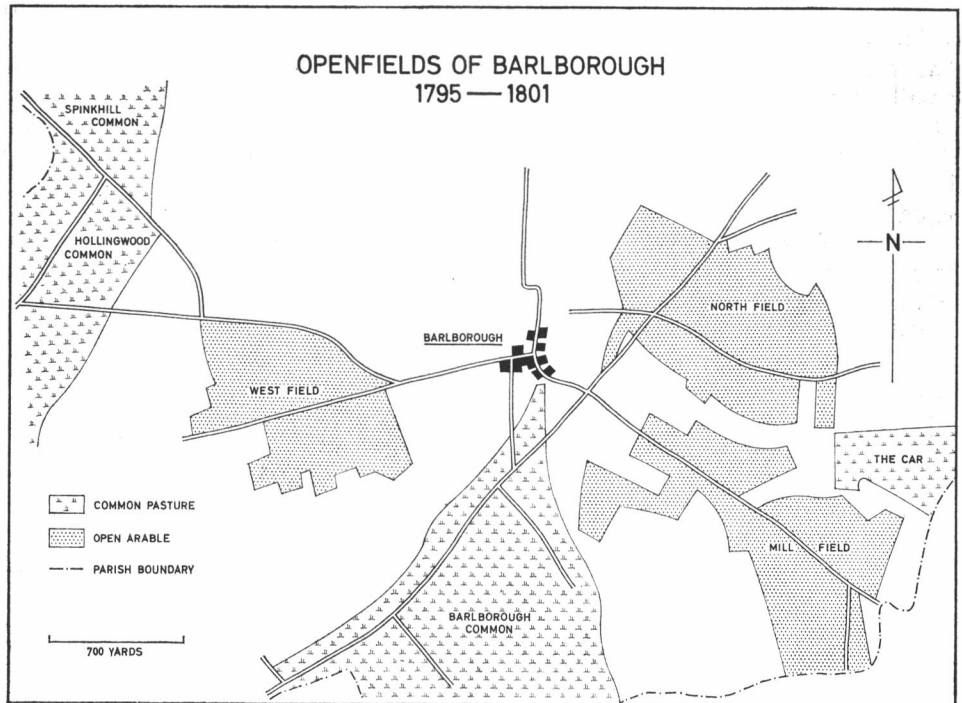 OPENFIELDS OF BARLBOROUGH
1795 — 1801
SPINKHILL
COMMON
HOLLINGWOOD
COMMON
N
NORTH FIELD
BARLBOROUGH
WEST FIELD
THE CAR
COMMON PASTURE
OPEN ARABLE
MILL FIELD
PARISH BOUNDARY
BARLBOROUGH
COMMON
700 YARDS